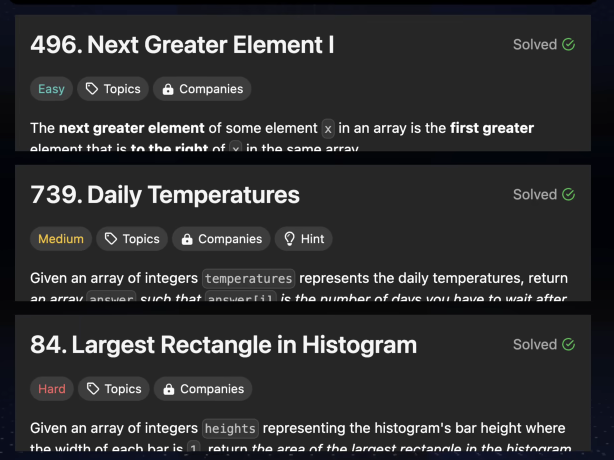 496. Next Greater Element I
Solved
Easy Topics Companies
The next greater element of some element x in an array is the first greater
element that is to the right of x in the same array.
739. Daily Temperatures
Solved
Medium Topics Companies Hint
Given an array of integers temperatures represents the daily temperatures, return
an array answer such that answer[i] is the number of days you have to wait after
84. Largest Rectangle in Histogram
Solved
Hard Topics Companies
Given an array of integers heights representing the histogram's bar height where
the width of each bar is 1, return the area of the largest rectangle in the histogram